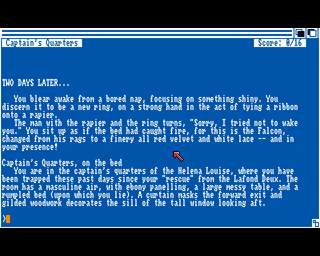 Captain's Quarters Score: 0/16
TWO DAYS LATER...
You blear awake from a bored nap, focusing on something shiny. You
discern it to be a new ring, on a strong hand in the act of tying a ribbon
onto a rapier.
The man with the rapier and the ring turns, "Sorry, I tried not to wake
you." You sit up as if the bed had caught fire, for this is the Falcon,
changed from his rags to a finery all red velvet and white lace -- and in
your presence!
Captain's Quarters, on the bed
You are in the captain's quarters of the Helena Louise, where you have
been trapped these past days since your "rescue" from the Lafond Deux. The
room has a masculine air, with ebony panelling, a large messy table, and a
rumpled bed (upon which you lie). A curtain masks the forward exit and
gilded woodwork decorates the sill of the tall window looking aft.
)